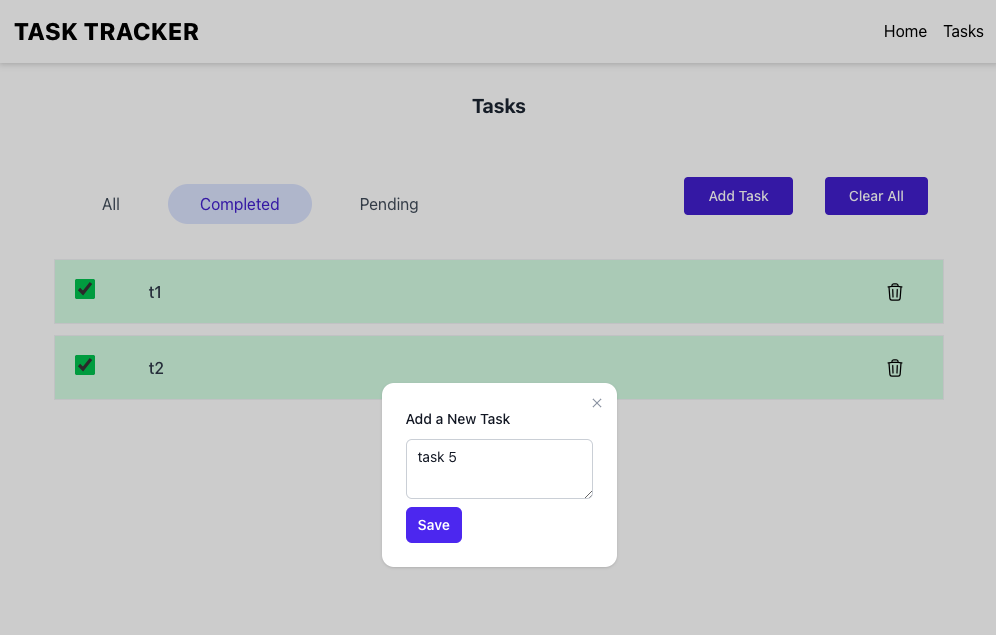 TASK TRACKER
Home Tasks
Tasks
All Completed Pending Add Task Clear All
t1
t2
Add a New Task
task 5
Save